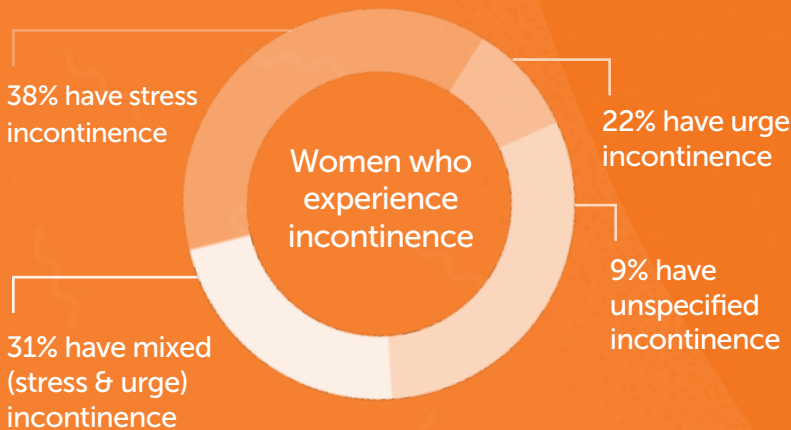 38% have stress
incontinence
Women who
experience
incontinence
22% have urge
incontinence
9% have
unspecified
incontinence
31% have mixed
(stress & urge)
incontinence